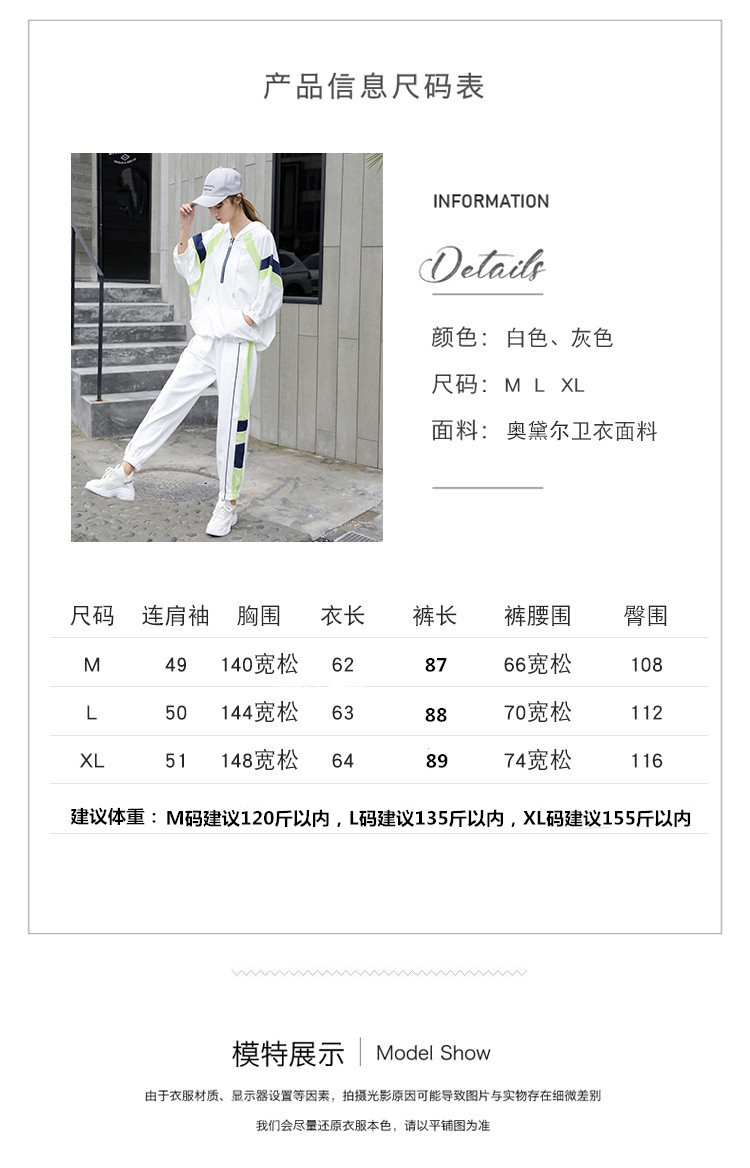 产品信息尺码表
INFORMATION
Details
颜色： 白色、灰色
尺码： M L XL
面料： 奥黛尔卫衣面料
尺码 连肩袖 胸围 衣长 裤长 裤腰围 臀围
M 49 140宽松 62 87 66宽松 108
L 50 144宽松 63 88 70宽松 112
XL 51 148宽松 64 89 74宽松 116
建议体重：M码建议120斤以内，L码建议135斤以内，XL码建议155斤以内
模特展示 Model Show
由于衣服材质、显示器设置等因素，拍摄光影原因可能导致图片与实物存在细微差别
我们会尽量还原衣服本色，请以平铺图为准